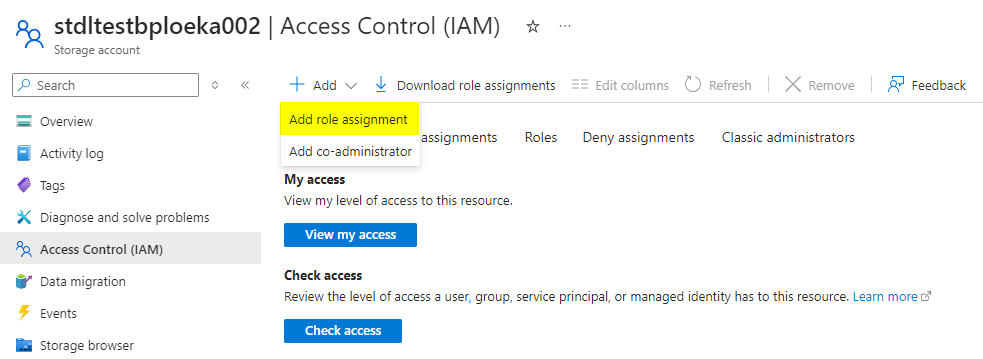 stdltestbploeka002 | Access Control (IAM) ☆ ...
Storage account
Search
Add Download role assignments Edit columns Refresh Remove Feedback
Add role assignment
Add co-administrator
assignments Roles Deny assignments Classic administrators
Overview
Activity log
Tags
Diagnose and solve problems
Access Control (IAM)
Data migration
Events
Storage browser
My access
View my level of access to this resource.
View my access
Check access
Review the level of access a user, group, service principal, or managed identity has to this resource. Learn more
Check access